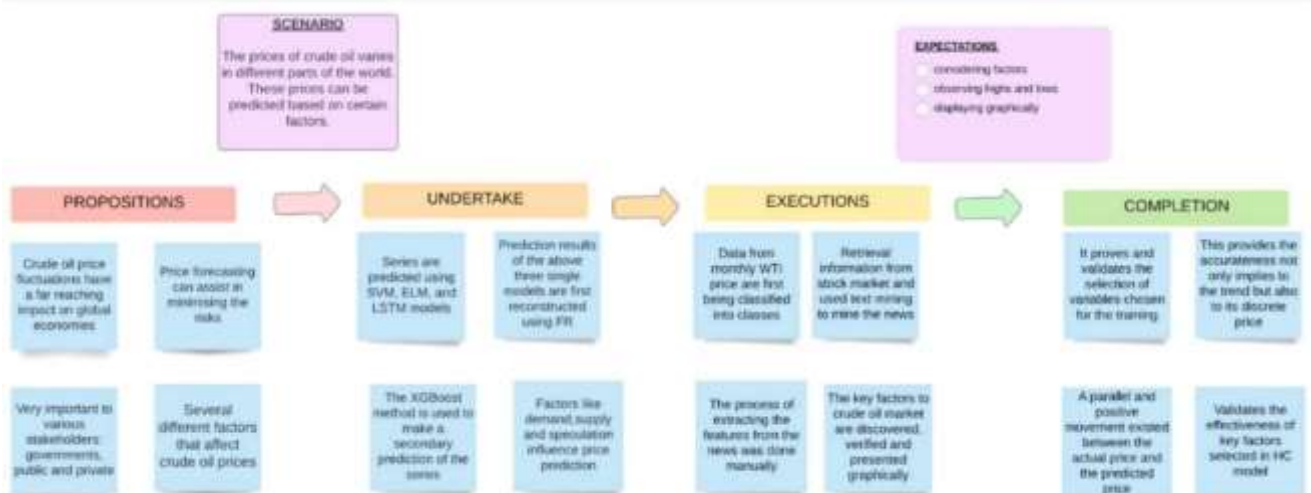 SCENARIO
The prices of crude oil varies
in different parts of the world.
These prices can be
predicted based on certain
factors.
EXPECTATIONS
considering factors
observing highs and lows
displaying graphically
PROPOSITIONS
Crude oil price
fluctuations have
a far reaching
impact on global
economies
Price forecasting
can assist in
minimising the
risks
Very important to
various
stakeholders:
governments,
public and private
Several
different factors
that affect
crude oil prices
UNDERTAKE
Series are
predicted using
SVM, ELM, and
LSTM models
Prediction results
of the above
three single
models are first
reconstructed
using FR
The XGBoost
method is used to
make a
secondary
prediction of the
series
Factors like
demand,supply
and speculation
influence price
prediction
EXECUTIONS
Data from
monthly WTI
price are first
being classified
into classes
Retrieval
information from
stock market and
used text mining
to mine the news
The process of
extracting the
features from the
news was done
manually
The key factors to
crude oil market
are discovered,
verified and
presented
graphically
COMPLETION
It proves and
validates the
selection of
variables chosen
for the training
This provides the
accurateness not
only implies to
the trend but also
to its discrete
price
A parallel and
positive
movement existed
between the
actual price and
the predicted
price
Validates the
effectiveness of
key factors
selected in HC
model